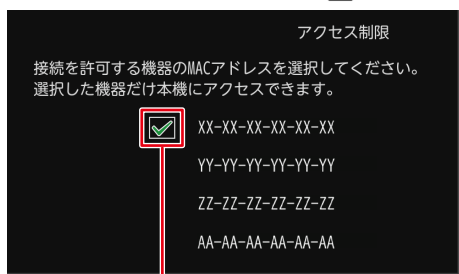 アクセス制限
接続を許可する機器のMACアドレスを選択してください。
選択した機器だけ本機にアクセスできます。
XX-XX-XX-XX-XX-XX
YY-YY-YY-YY-YY-YY
ZZ-ZZ-ZZ-ZZ-ZZ-ZZ
AA-AA-AA-AA-AA-AA